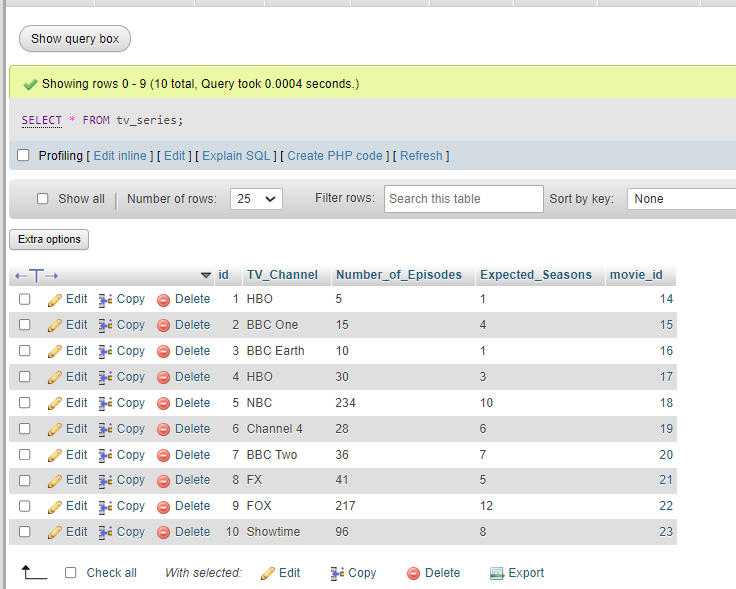 Show query box
Showing rows 0 - 9 (10 total, Query took 0.0004 seconds.)
SELECT * FROM tv_series;
Profiling [ Edit inline ] [ Edit ] [ Explain SQL ] [ Create PHP code ] [ Refresh ]
Show all | Number of rows: 25 Filter rows: Search this table Sort by key: None
Extra options
←T→ id TV_Channel Number_of_Episodes Expected_Seasons movie_id
Edit Copy Delete 1 HBO 5 1 14
Edit Copy Delete 2 BBC One 15 4 15
Edit Copy Delete 3 BBC Earth 10 1 16
Edit Copy Delete 4 HBO 30 3 17
Edit Copy Delete 5 NBC 234 10 18
Edit Copy Delete 6 Channel 4 28 6 19
Edit Copy Delete 7 BBC Two 36 7 20
Edit Copy Delete 8 FX 41 5 21
Edit Copy Delete 9 FOX 217 12 22
Edit Copy Delete 10 Showtime 96 8 23
Check all With selected: Edit Copy Delete Export